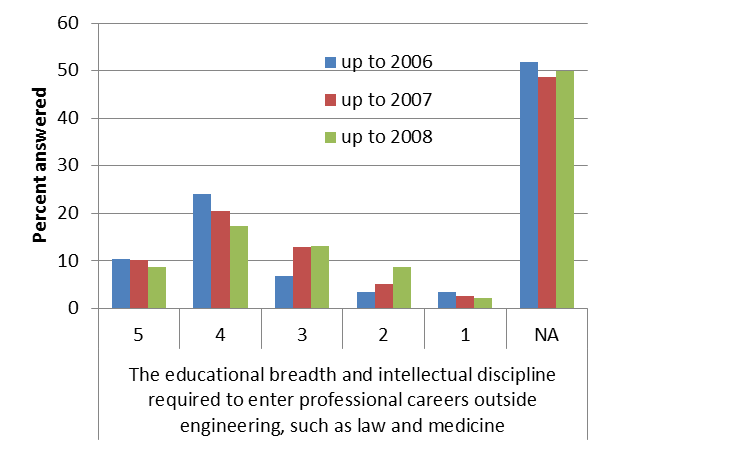 60
50
40
30
20
10
0
Percent answered
up to 2006
up to 2007
up to 2008
5 4 3 2 1 NA
The educational breadth and intellectual discipline
required to enter professional careers outside
engineering, such as law and medicine